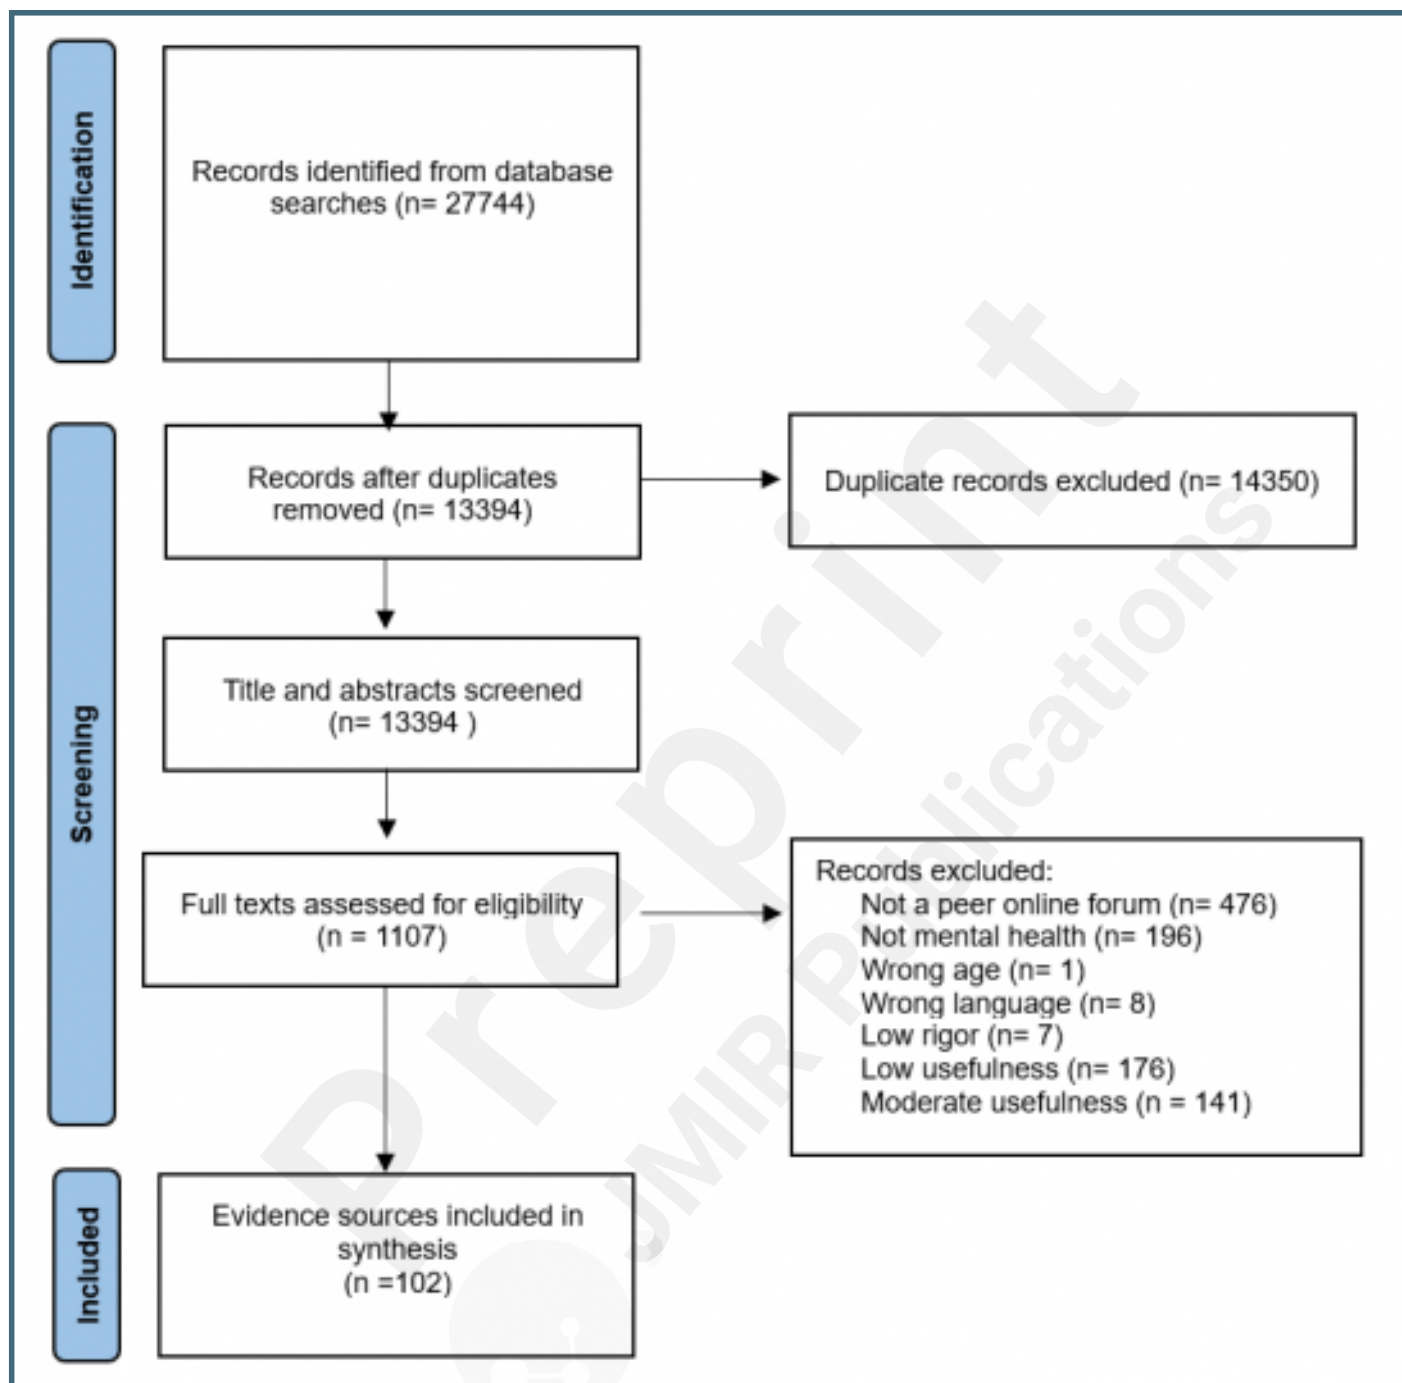 Identification
Records identified from database
searches (n= 27744)
Screening
Records after duplicates
removed (n= 13394)
Duplicate records excluded (n= 14350)
Title and abstracts screened
(n= 13394 )
Full texts assessed for eligibility
(n = 1107)
Records excluded:
Not a peer online forum (n= 476)
Not mental health (n= 196)
Wrong age (n= 1)
Wrong language (n= 8)
Low rigor (n= 7)
Low usefulness (n= 176)
Moderate usefulness (n = 141)
Included
Evidence sources included in
synthesis
(n =102)
Preprint
JMIR Publications